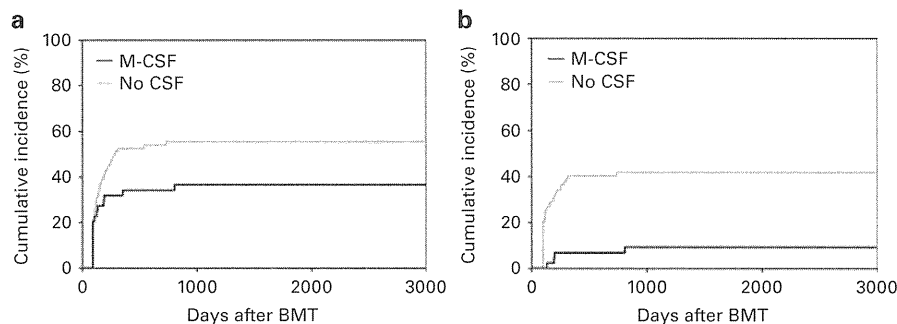 a
Cumulative incidence (%)
100
80
60
40
20
0
M-CSF
No CSF
0 1000 2000 3000
Days after BMT
b
Cumulative incidence (%)
100
80
60
40
20
0
M-CSF
No CSF
0 1000 2000 3000
Days after BMT